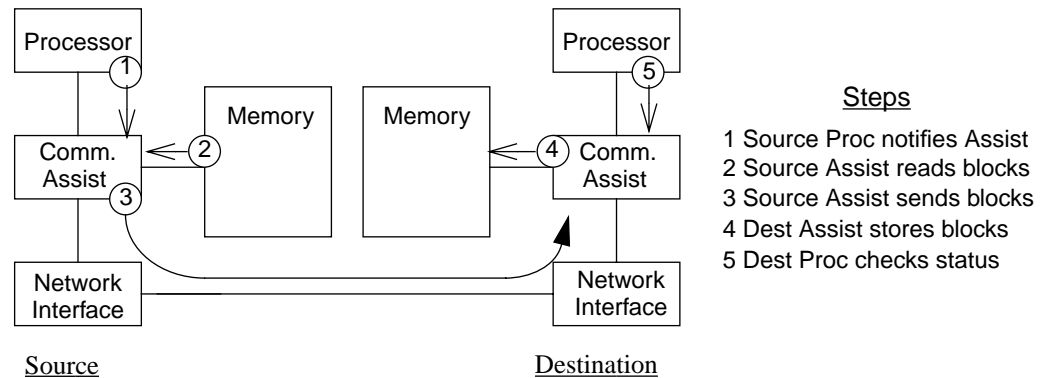 Processor
1
Processor
5
Memory
Memory
Comm.
Assist
2
3
4
Comm.
Assist
Network
Interface
Network
Interface
Source
Destination
Steps
1 Source Proc notifies Assist
2 Source Assist reads blocks
3 Source Assist sends blocks
4 Dest Assist stores blocks
5 Dest Proc checks status